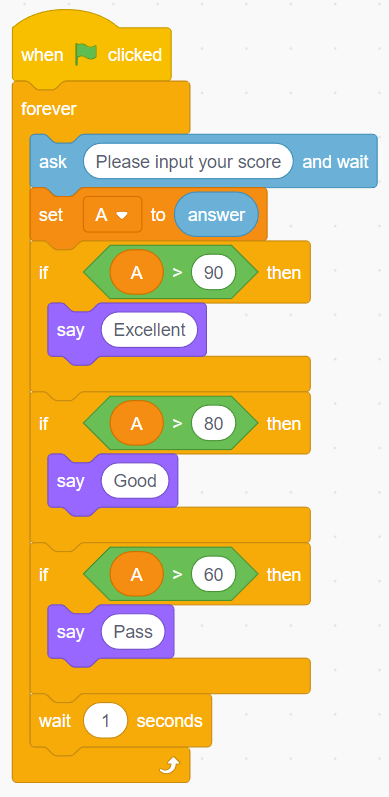 when clicked
forever
ask Please input your score and wait
set A to answer
if A > 90 then
say Excellent
if A > 80 then
say Good
if A > 60 then
say Pass
wait 1 seconds